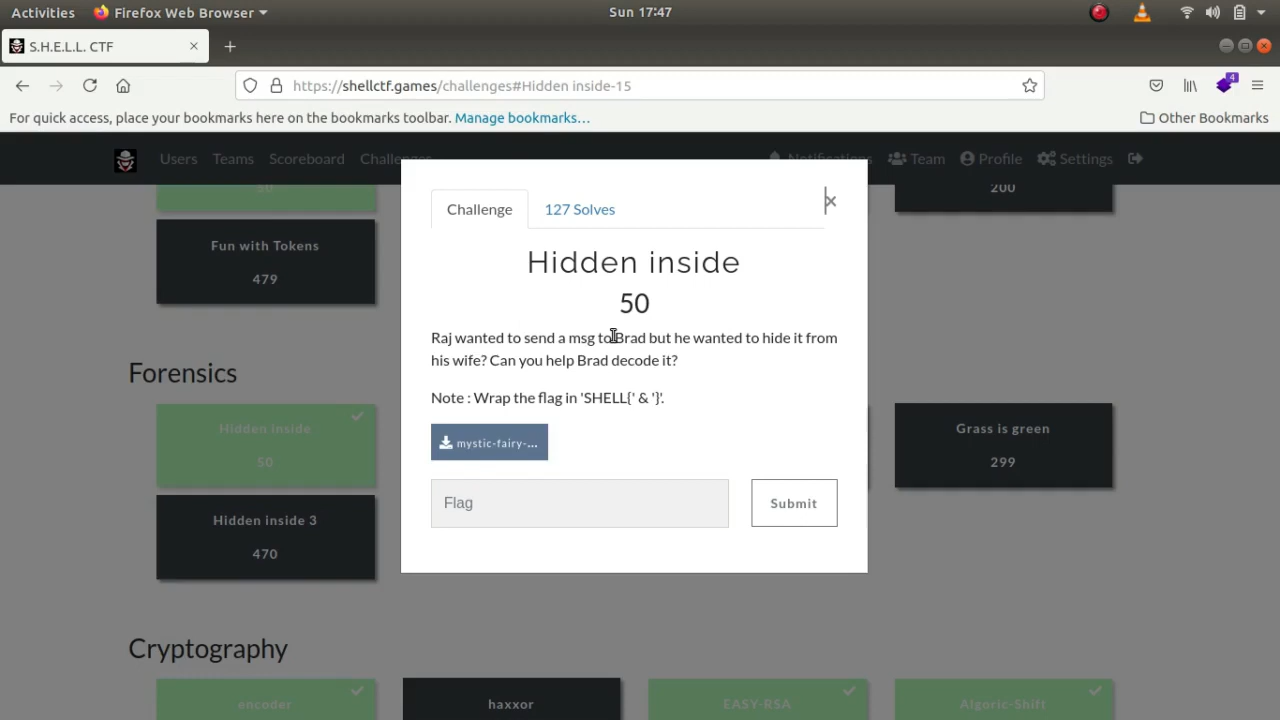 Activities Firefox Web Browser Sun 17:47
S.H.E.L.L. CTF
https://shellctf.games/challenges#Hidden inside-15 4
For quick access, place your bookmarks here on the bookmarks toolbar. Manage bookmarks… Other Bookmarks
Users Teams Scoreboard Challenges Notifications Team Profile Settings
50 200
Challenge 127 Solves ×
Fun with Tokens
479
Hidden inside
50
Raj wanted to send a msg to Brad but he wanted to hide it from
his wife? Can you help Brad decode it?
Note : Wrap the flag in 'SHELL{' & '}'.
mystic-fairy-...
Flag Submit
Forensics
Hidden inside
50
Grass is green
299
Hidden inside 3
470
Cryptography
encoder haxxor EASY-RSA Algoric-Shift